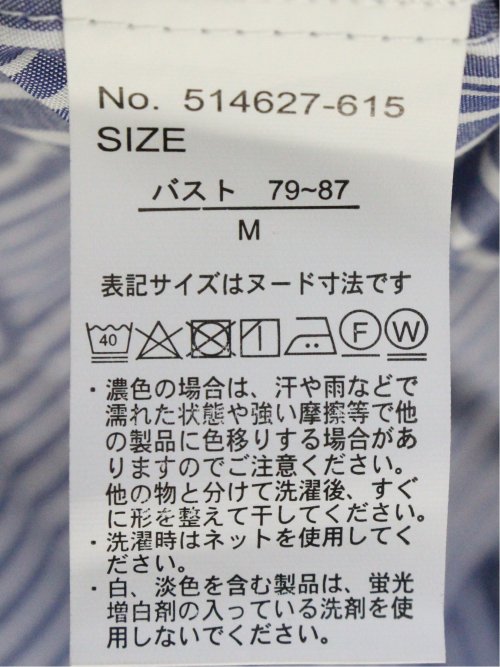 No. 514627-615
SIZE
バスト 79~87
M
表記サイズはヌード寸法です
40 F W
・濃色の場合は、汗や雨などで
濡れた状態や強い摩擦等で他
の製品に色移りする場合があ
りますのでご注意ください。
他の物と分けて洗濯後、すぐ
に形を整えて干してください。
・洗濯時はネットを使用してく
ださい。
・白、淡色を含む製品は、蛍光
増白剤の入っている洗剤を使
用しないでください。